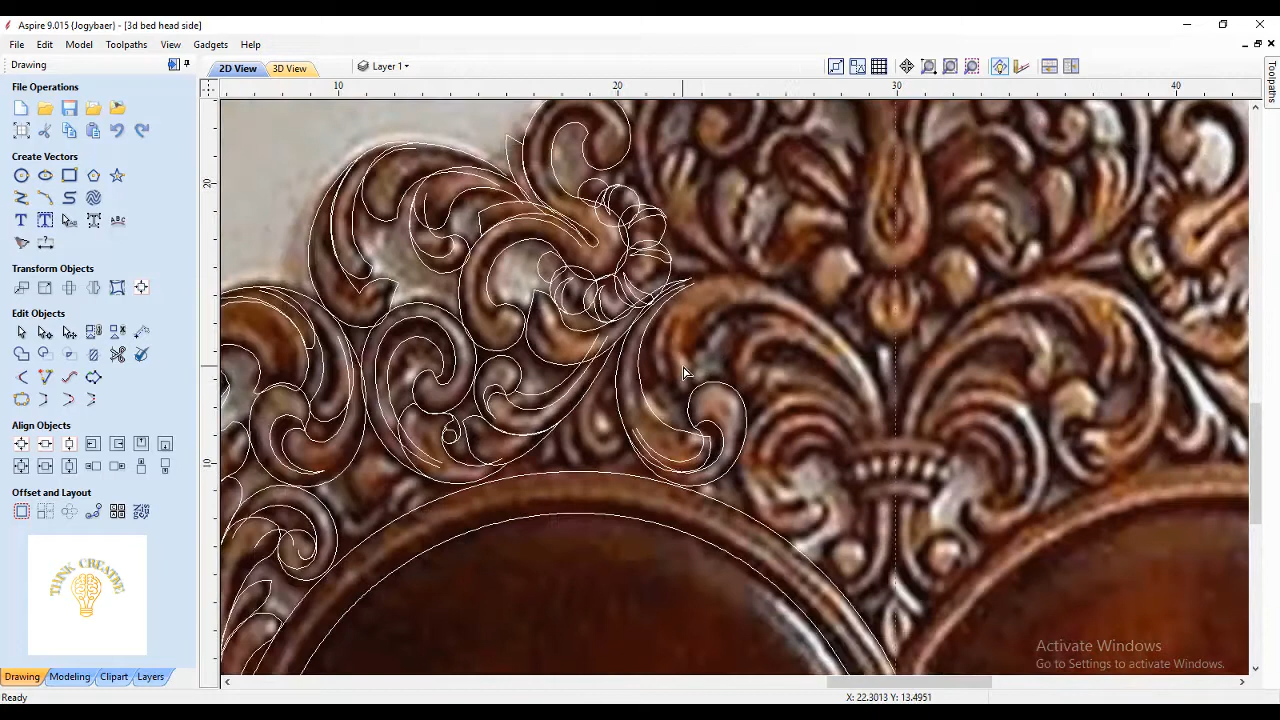 Aspire 9.015 {Jogybaer} - [3d bed head side]
File Edit Model Toolpaths View Gadgets Help
Drawing
2D View 3D View Layer 1
Toolpaths
10 20 30 40
File Operations
Create Vectors
20
Transform Objects
Edit Objects
Align Objects
10
Offset and Layout
THINK CREATIVE
Activate Windows
Go to Settings to activate Windows.
Drawing Modeling Clipart Layers
Ready X: 22.3013 Y: 13.4951